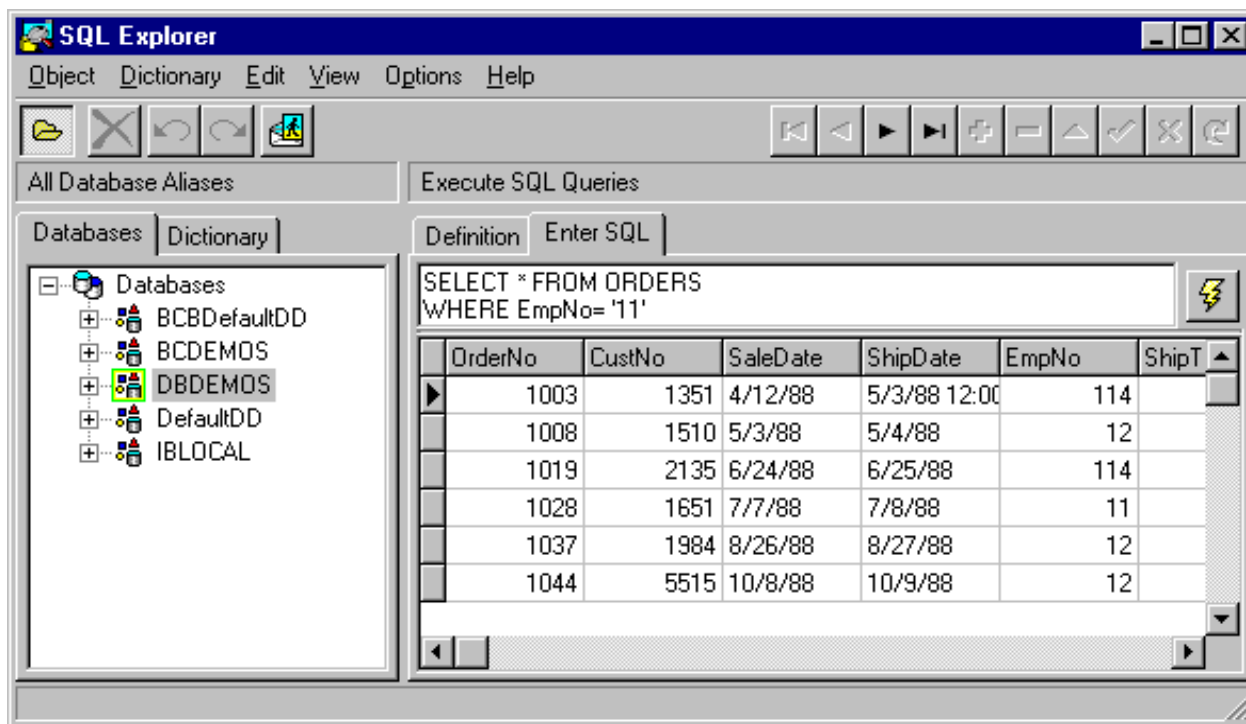 SQL Explorer
Object Dictionary Edit View Options Help
All Database Aliases
Execute SQL Queries
Databases Dictionary
Definition Enter SQL
Databases
BCBDefaultDD
BCDEMOS
DBDEMOS
DefaultDD
IBLOCAL
SELECT * FROM ORDERS
WHERE EmpNo= '11'
OrderNo CustNo SaleDate ShipDate EmpNo ShipT
1003 1351 4/12/88 5/3/88 12:00 114
1008 1510 5/3/88 5/4/88 12
1019 2135 6/24/88 6/25/88 114
1028 1651 7/7/88 7/8/88 11
1037 1984 8/26/88 8/27/88 12
1044 5515 10/8/88 10/9/88 12